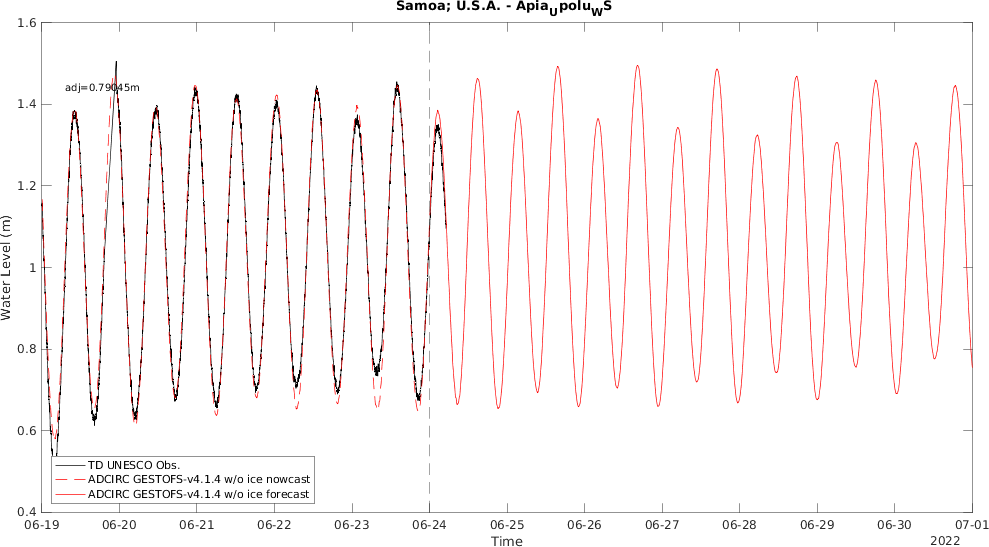 Samoa; U.S.A. - ApiaUpoluWS
1.6
1.4
1.2
1
0.8
0.6
0.4
Water Level (m)
adj=0.79045m
TD UNESCO Obs.
ADCIRC GESTOFS-v4.1.4 w/o ice nowcast
ADCIRC GESTOFS-v4.1.4 w/o ice forecast
06-19 06-20 06-21 06-22 06-23 06-24 06-25 06-26 06-27 06-28 06-29 06-30 07-01
Time
2022